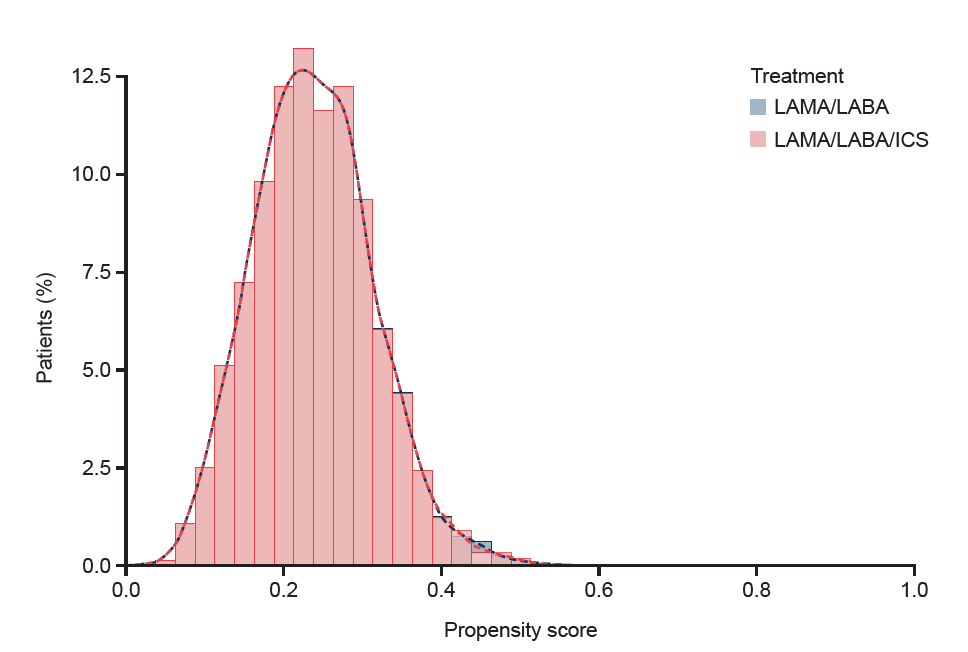 Treatment
LAMA/LABA
LAMA/LABA/ICS
Patients (%)
12.5
10.0
7.5
5.0
2.5
0.0
0.0 0.2 0.4 0.6 0.8 1.0
Propensity score